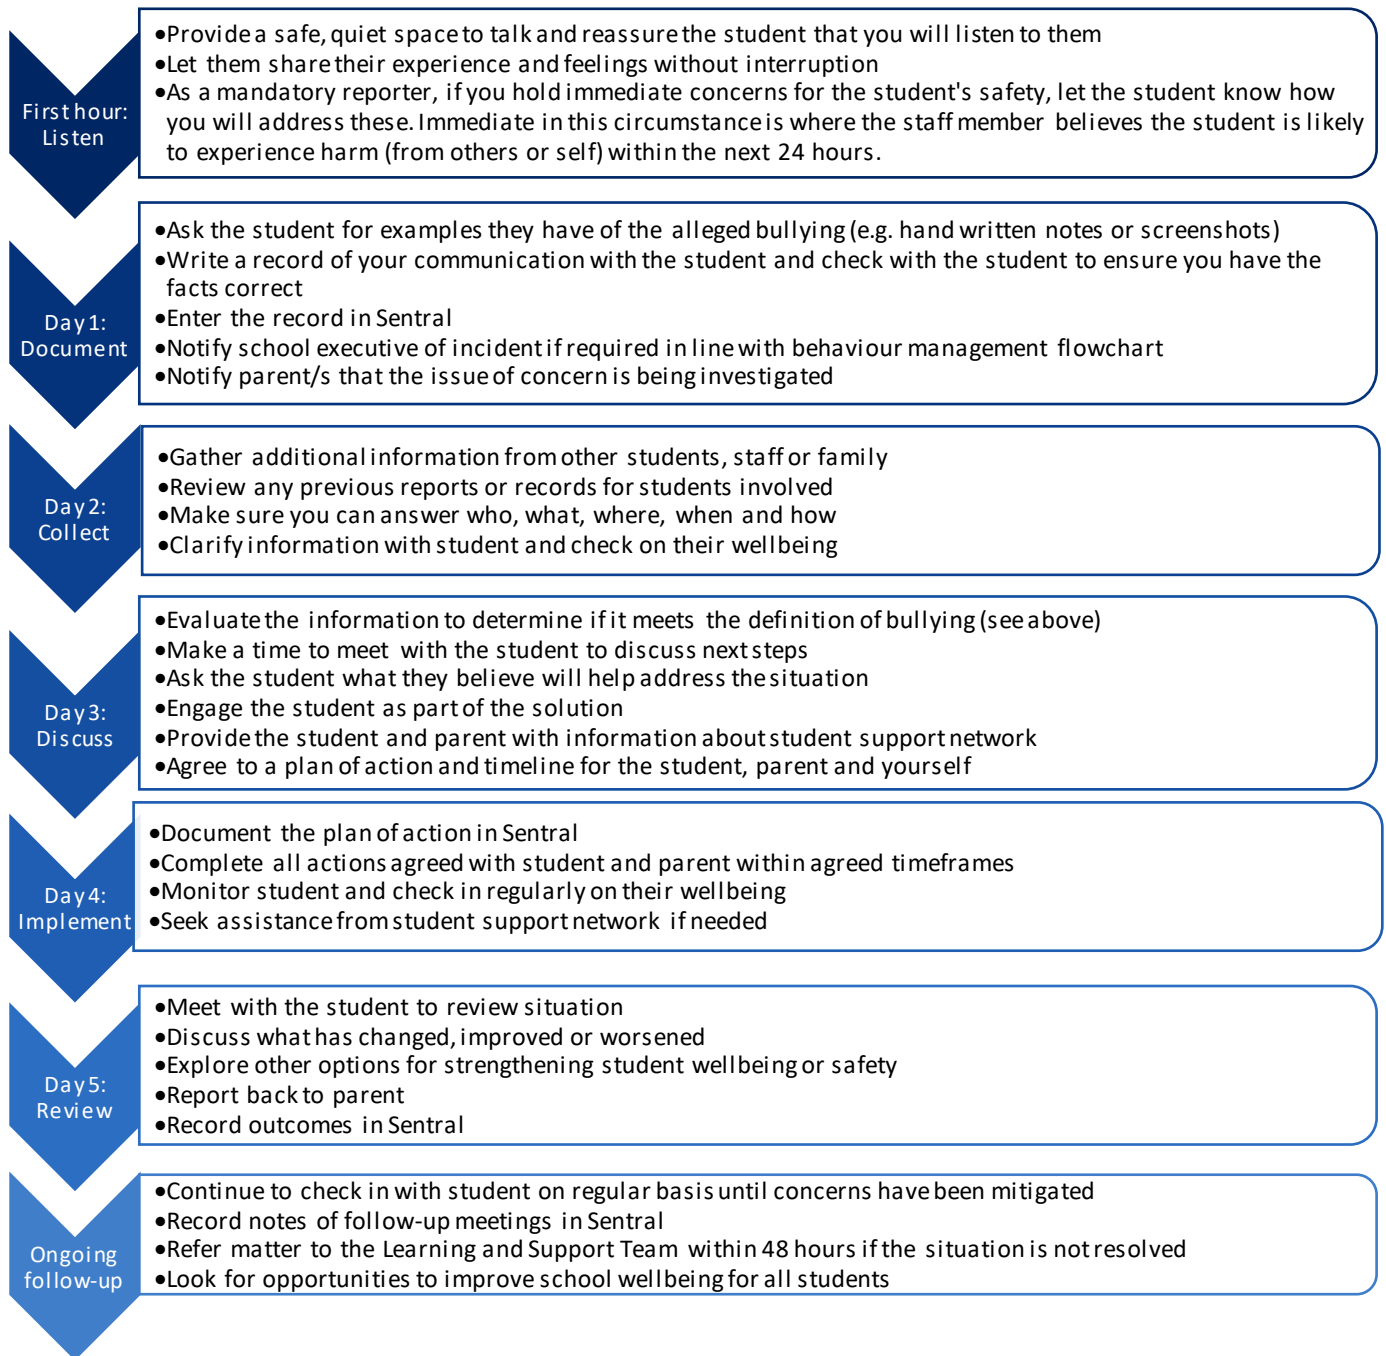 First hour:
Listen
•Provide a safe, quiet space to talk and reassure the student that you will listen to them
•Let them share their experience and feelings without interruption
•As a mandatory reporter, if you hold immediate concerns for the student's safety, let the student know how
you will address these. Immediate in this circumstance is where the staff member believes the student is likely
to experience harm (from others or self) within the next 24 hours.
Day 1:
Document
•Ask the student for examples they have of the alleged bullying (e.g. hand written notes or screenshots)
•Write a record of your communication with the student and check with the student to ensure you have the
facts correct
•Enter the record in Sentral
•Notify school executive of incident if required in line with behaviour management flowchart
•Notify parent/s that the issue of concern is being investigated
Day 2:
Collect
•Gather additional information from other students, staff or family
•Review any previous reports or records for students involved
•Make sure you can answer who, what, where, when and how
•Clarify information with student and check on their wellbeing
Day 3:
Discuss
•Evaluate the information to determine if it meets the definition of bullying (see above)
•Make a time to meet with the student to discuss next steps
•Ask the student what they believe will help address the situation
•Engage the student as part of the solution
•Provide the student and parent with information about student support network
•Agree to a plan of action and timeline for the student, parent and yourself
Day 4:
Implement
•Document the plan of action in Sentral
•Complete all actions agreed with student and parent within agreed timeframes
•Monitor student and check in regularly on their wellbeing
•Seek assistance from student support network if needed
Day 5:
Review
•Meet with the student to review situation
•Discuss what has changed, improved or worsened
•Explore other options for strengthening student wellbeing or safety
•Report back to parent
•Record outcomes in Sentral
Ongoing
follow-up
•Continue to check in with student on regular basis until concerns have been mitigated
•Record notes of follow-up meetings in Sentral
•Refer matter to the Learning and Support Team within 48 hours if the situation is not resolved
•Look for opportunities to improve school wellbeing for all students